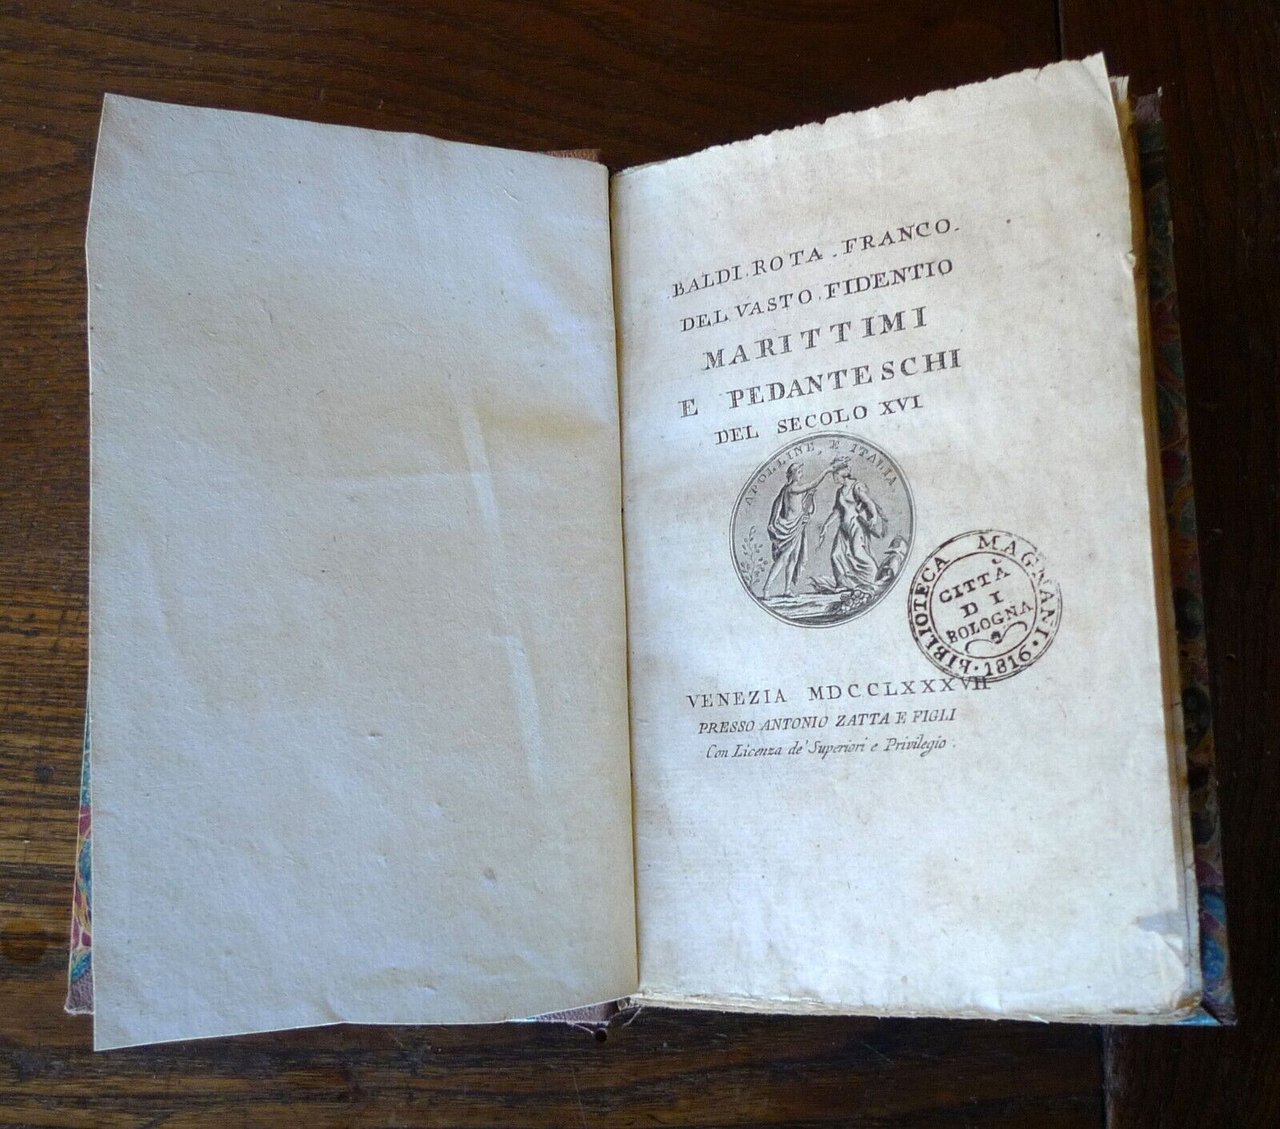 BALDI. ROTA. FRANCO.
DEL VASTO. FIDENTIO
MARITTIMI
E PEDANTESCHI
DEL SECOLO XVI
APOLLINE, E ITALIA
BIBLIOTECA MAGNANI
CITTÀ
DI
BOLOGNA
1816
VENEZIA MDCCLXXXVII
PRESSO ANTONIO ZATTA E FIGLI
Con Licenza de' Superiori e Privilegio.